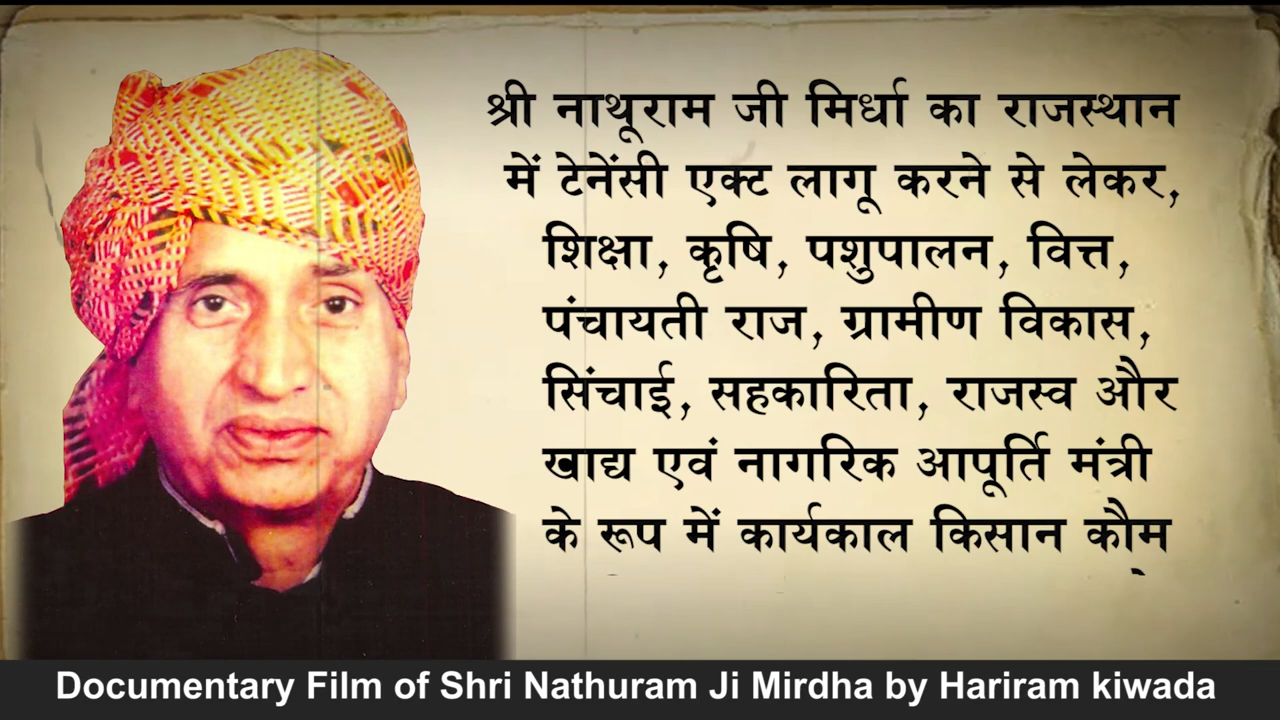 श्री नाथूराम जी मिर्धा का राजस्थान
में टेनेंसी एक्ट लागू करने से लेकर,
शिक्षा, कृषि, पशुपालन, वित्त,
पंचायती राज, ग्रामीण विकास,
सिंचाई, सहकारिता, राजस्व और
खाद्य एवं नागरिक आपूर्ति मंत्री
के रूप में कार्यकाल किसान कौम
Documentary Film of Shri Nathuram Ji Mirdha by Hariram kiwada